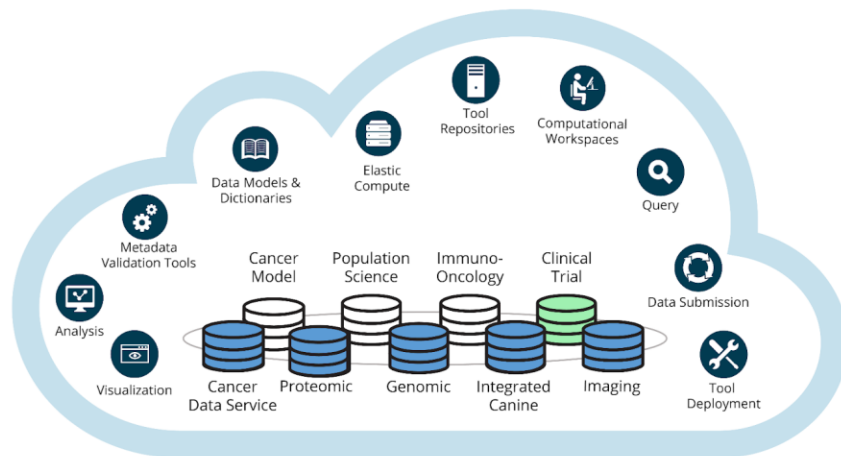 Tool
Repositories
Computational
Workspaces
Elastic
Compute
Data Models &
Dictionaries
Query
Metadata
Validation Tools
Cancer
Model
Population
Science
Immuno-
Oncology
Clinical
Trial
Data Submission
Analysis
Visualization
Cancer
Data Service
Proteomic
Genomic
Integrated
Canine
Imaging
Tool
Deployment